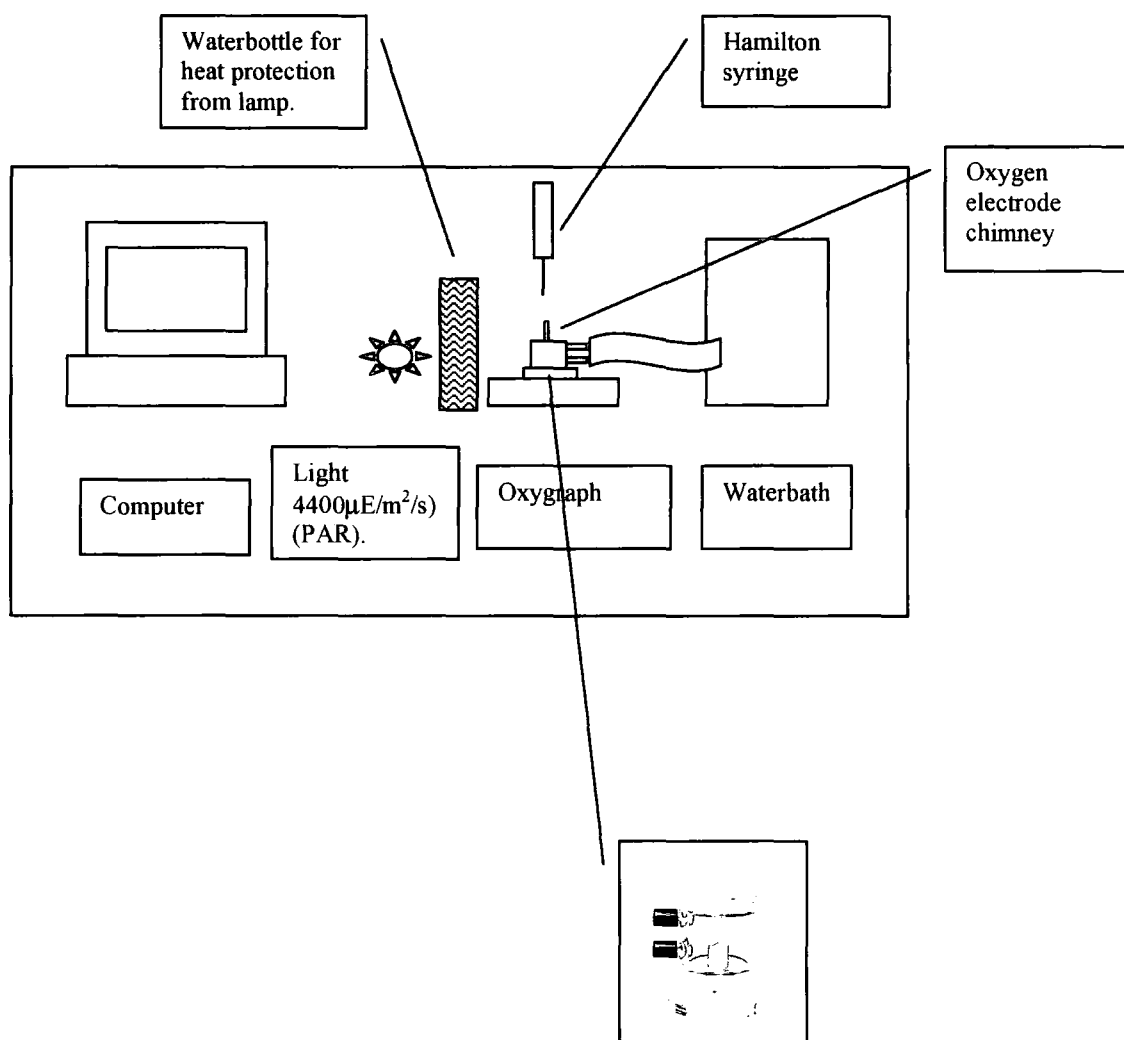 Waterbottle for
heat protection
from lamp.
Hamilton
syringe
Oxygen
electrode
chimney
Computer
Light
4400μE/m²/s)
(PAR).
Oxygraph
Waterbath